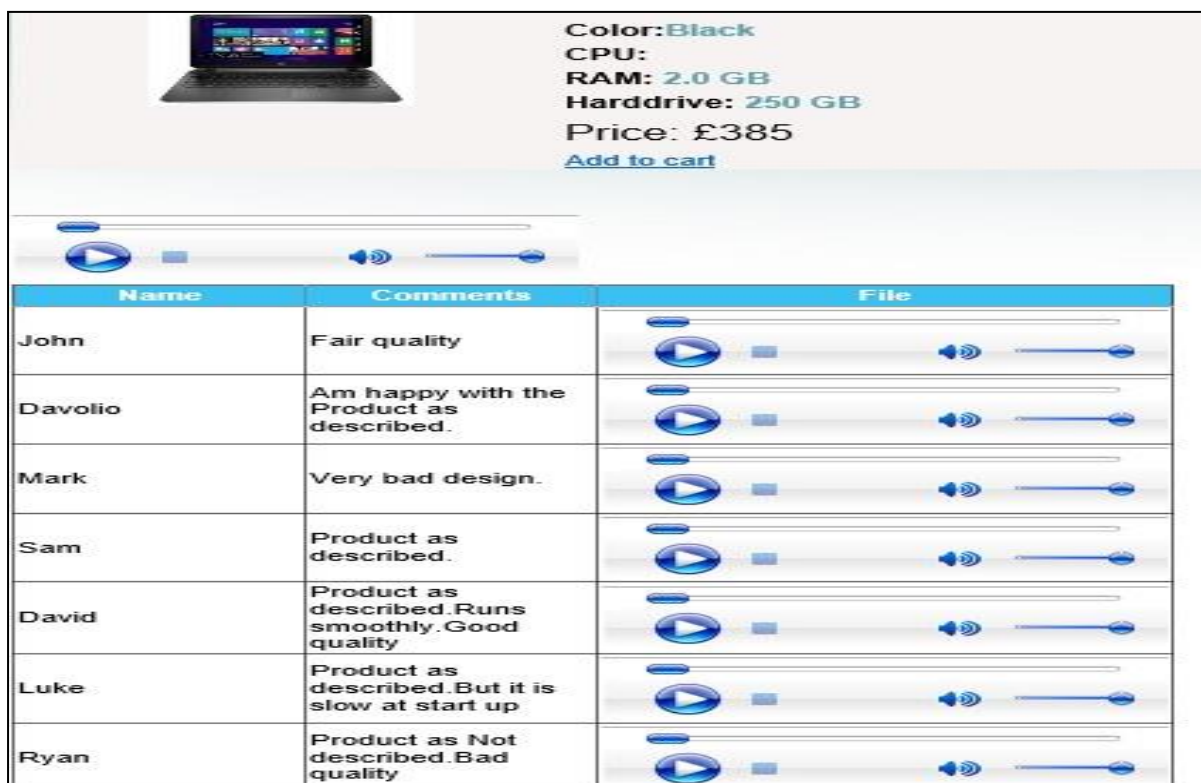 Color:Black
CPU:
RAM: 2.0 GB
Harddrive: 250 GB
Price: £385
Add to cart
Name Comments File
John Fair quality
Davolio Am happy with the
Product as
described.
Mark Very bad design.
Sam Product as
described.
David Product as
described.Runs
smoothly.Good
quality
Luke Product as
described.But it is
slow at start up
Ryan Product as Not
described.Bad
quality